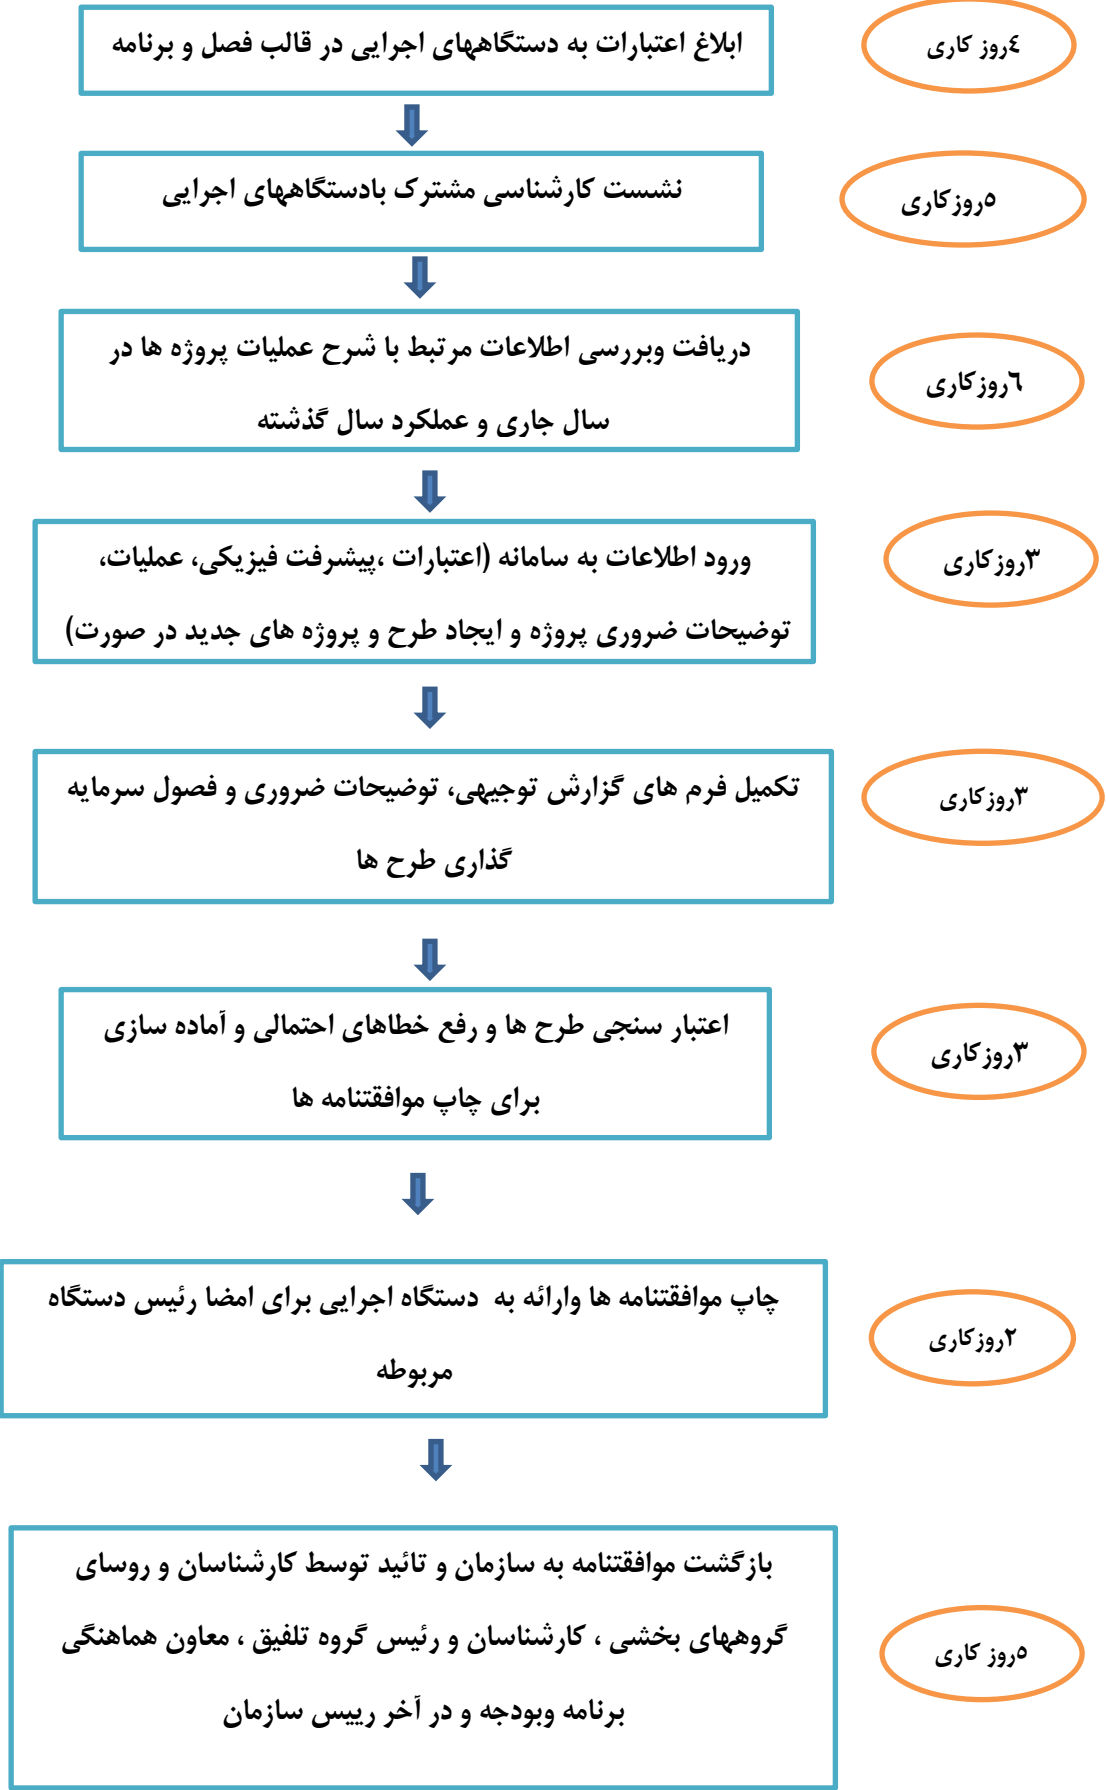 ابلاغ اعتبارات به دستگاههای اجرایی در قالب فصل و برنامه
٤روز کاری
نشست کارشناسی مشترک بادستگاههای اجرایی
٥روزکاری
دریافت وبررسی اطلاعات مرتبط با شرح عملیات پروژه ها در
سال جاری و عملکرد سال گذشته
٦روزکاری
ورود اطلاعات به سامانه (اعتبارات ،پیشرفت فیزیکی، عملیات،
توضیحات ضروری پروژه و ایجاد طرح و پروژه های جدید در صورت)
٣روزکاری
تکمیل فرم های گزارش توجیهی، توضیحات ضروری و فصول سرمایه
گذاری طرح ها
٣روزکاری
اعتبار سنجی طرح ها و رفع خطاهای احتمالی و آماده سازی
برای چاپ موافقتنامه ها
٣روزکاری
چاپ موافقتنامه ها وارائه به دستگاه اجرایی برای امضا رئیس دستگاه
مربوطه
٢روزکاری
بازگشت موافقتنامه به سازمان و تائید توسط کارشناسان و روسای
گروههای بخشی ، کارشناسان و رئیس گروه تلفیق ، معاون هماهنگی
برنامه وبودجه و در آخر رییس سازمان
٥روز کاری